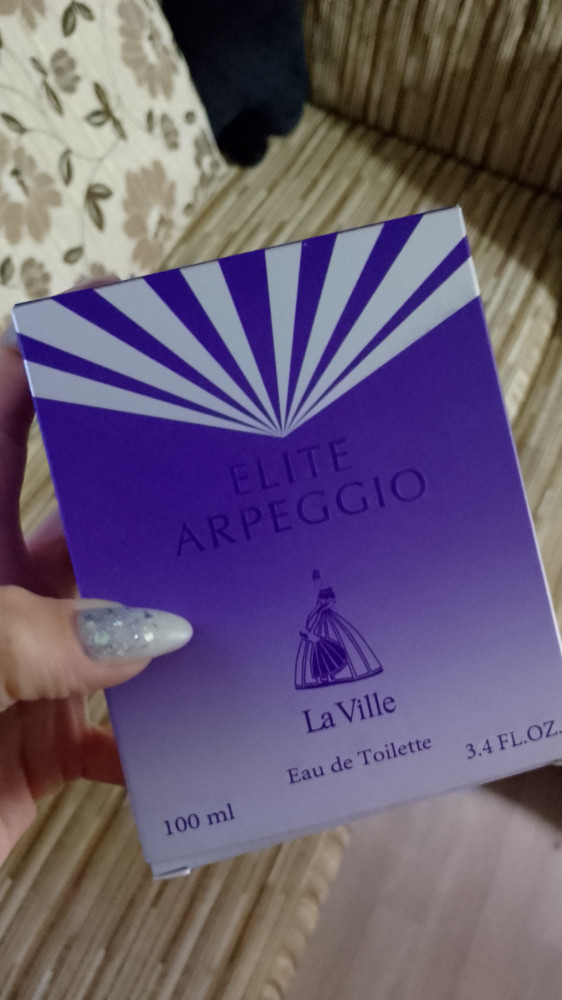 ELITE
ARPEGGIO
La Ville
Eau de Toilette
100 ml
3.4 FL.OZ.